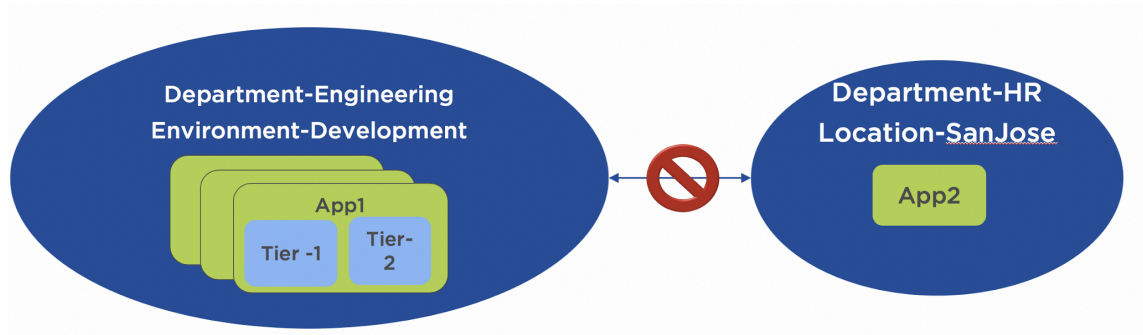 Department-Engineering
Environment-Development
App1
Tier -1
Tier-
2
Department-HR
Location-SanJose
App2